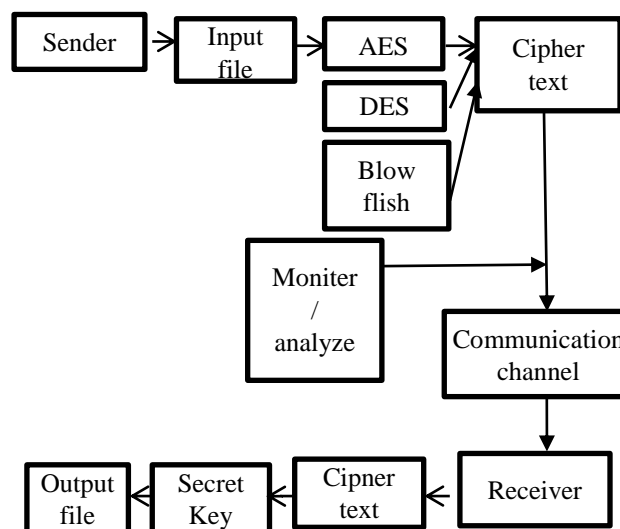 Sender
Input
file
AES
Cipher
text
DES
Blow
flish
Moniter
/
analyze
Communication
channel
Receiver
Cipner
text
Secret
Key
Output
file